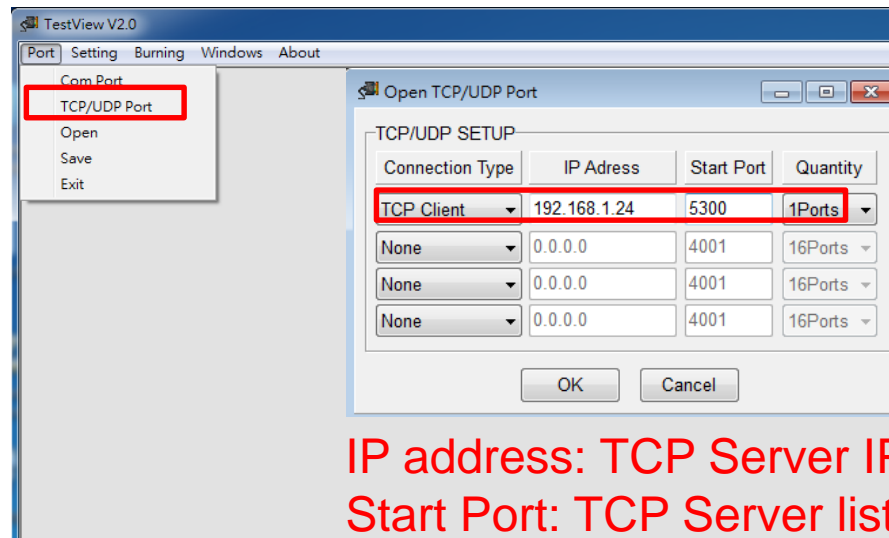 TestView V2.0
Port Setting Burning Windows About
Com Port
TCP/UDP Port
Open
Save
Exit
Open TCP/UDP Port
TCP/UDP SETUP
Connection Type IP Adress Start Port Quantity
TCP Client 192.168.1.24 5300 1Ports
None 0.0.0.0 4001 16Ports
None 0.0.0.0 4001 16Ports
None 0.0.0.0 4001 16Ports
OK Cancel
IP address: TCP Server IP
Start Port: TCP Server list